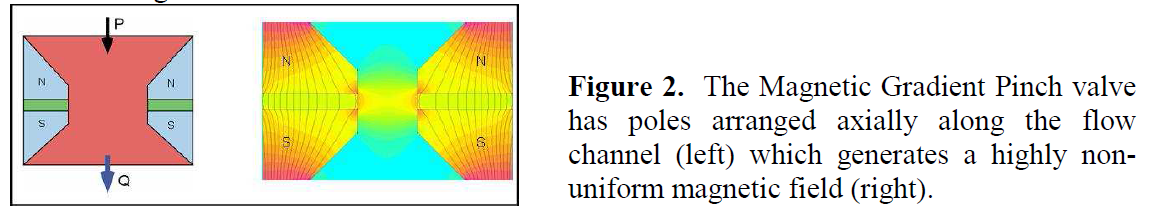 P
N
N
S
S
Q
N
N
S
S
Figure 2. The Magnetic Gradient Pinch valve
has poles arranged axially along the flow
channel (left) which generates a highly non-
uniform magnetic field (right).